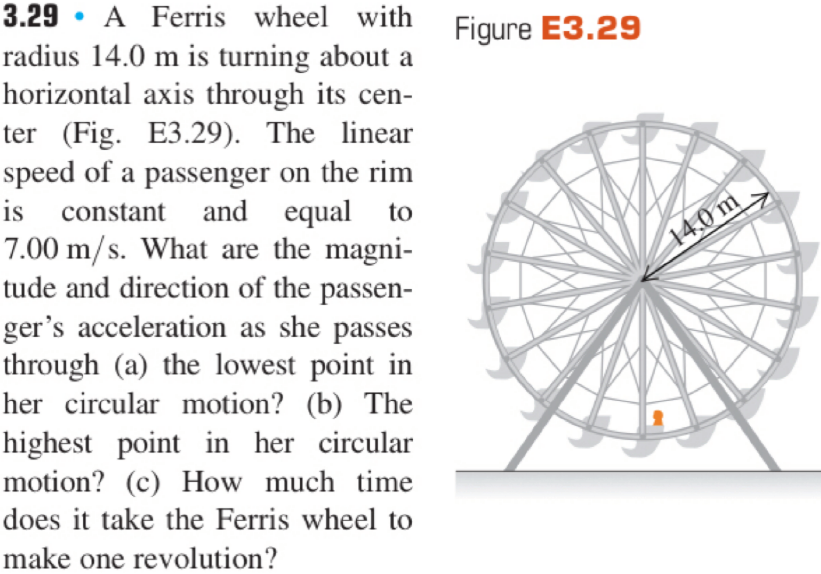 3.29 • A Ferris wheel with
radius 14.0 m is turning about a
horizontal axis through its cen-
ter (Fig. E3.29). The linear
speed of a passenger on the rim
is constant and equal to
7.00 m/s. What are the magni-
tude and direction of the passen-
ger's acceleration as she passes
through (a) the lowest point in
her circular motion? (b) The
highest point in her circular
motion? (c) How much time
does it take the Ferris wheel to
make one revolution?
Figure E3.29
14.0 m